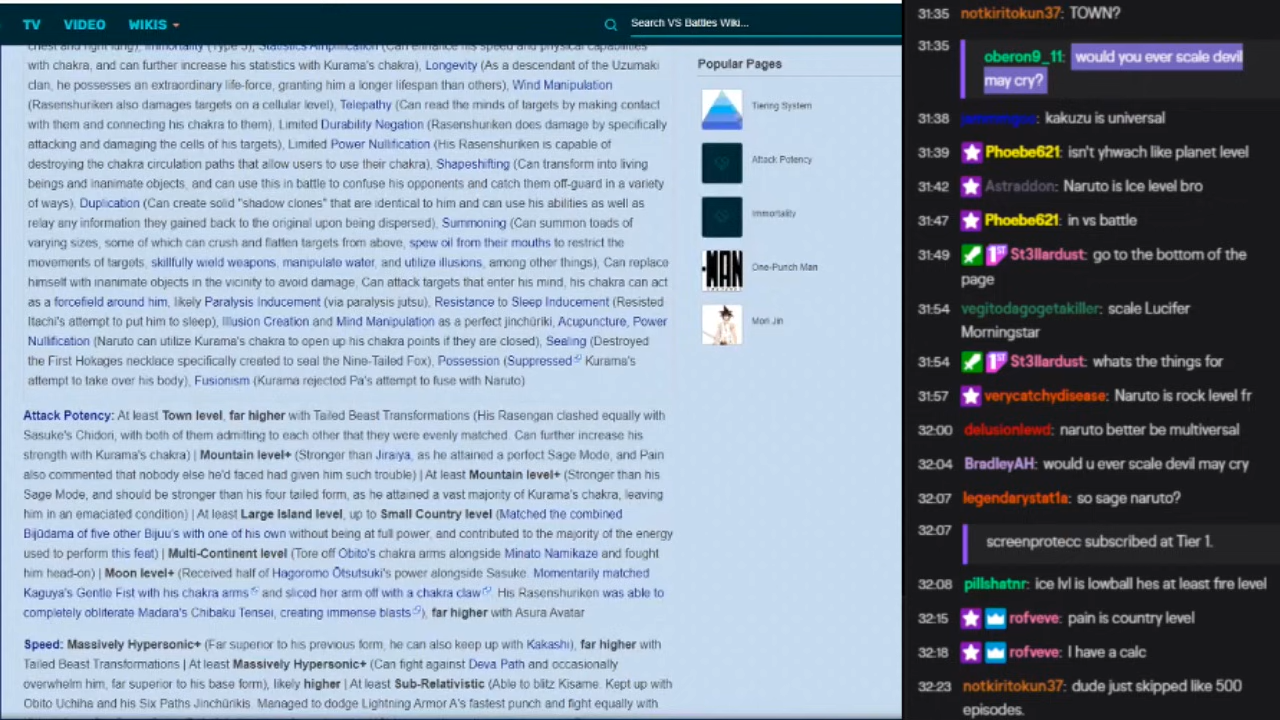 TV VIDEO WIKIS
Search VS Battles Wiki...
chest and right lung), Immortality (Type 3), Statistics Amplification (Can enhance his speed and physical capabilities
with chakra, and can further increase his statistics with Kurama's chakra), Longevity (As a descendant of the Uzumaki
clan, he possesses an extraordinary life-force, granting him a longer lifespan than others), Wind Manipulation
(Rasenshuriken also damages targets on a cellular level), Telepathy (Can read the minds of targets by making contact
with them and connecting his chakra to them), Limited Durability Negation (Rasenshuriken does damage by specifically
attacking and damaging the cells of his targets), Limited Power Nullification (His Rasenshuriken is capable of
destroying the chakra circulation paths that allow users to use their chakra), Shapeshifting (Can transform into living
beings and inanimate objects, and can use this in battle to confuse his opponents and catch them off-guard in a variety
of ways), Duplication (Can create solid "shadow clones" that are identical to him and can use his abilities as well as
relay any information they gained back to the original upon being dispersed), Summoning (Can summon toads of
varying sizes, some of which can crush and flatten targets from above, spew oil from their mouths to restrict the
movements of targets, skillfully wield weapons, manipulate water, and utilize illusions, among other things), Can replace
himself with inanimate objects in the vicinity to avoid damage, Can attack targets that enter his mind, his chakra can act
as a forcefield around him, likely Paralysis Inducement (via paralysis jutsu), Resistance to Sleep Inducement (Resisted
Itachi's attempt to put him to sleep), Illusion Creation and Mind Manipulation as a perfect jinchūriki, Acupuncture, Power
Nullification (Naruto can utilize Kurama's chakra to open up his chakra points if they are closed), Sealing (Destroyed
the First Hokages necklace specifically created to seal the Nine-Tailed Fox), Possession (Suppressed Kurama's
attempt to take over his body), Fusionism (Kurama rejected Pa's attempt to fuse with Naruto)
Attack Potency: At least Town level, far higher with Tailed Beast Transformations (His Rasengan clashed equally with
Sasuke's Chidori, with both of them admitting to each other that they were evenly matched. Can further increase his
strength with Kurama's chakra) | Mountain level+ (Stronger than Jiraiya, as he attained a perfect Sage Mode, and Pain
also commented that nobody else he'd faced had given him such trouble) | At least Mountain level+ (Stronger than his
Sage Mode, and should be stronger than his four tailed form, as he attained a vast majority of Kurama's chakra, leaving
him in an emaciated condition) | At least Large Island level, up to Small Country level (Matched the combined
Bijūdama of five other Bijuu's with one of his own without being at full power, and contributed to the majority of the energy
used to perform this feat) | Multi-Continent level (Tore off Obito's chakra arms alongside Minato Namikaze and fought
him head-on) | Moon level+ (Received half of Hagoromo Ōtsutsuki's power alongside Sasuke. Momentarily matched
Kaguya's Gentle Fist with his chakra arms and sliced her arm off with a chakra claw. His Rasenshuriken was able to
completely obliterate Madara's Chibaku Tensei, creating immense blasts), far higher with Asura Avatar
Speed: Massively Hypersonic+ (Far superior to his previous form, he can also keep up with Kakashi), far higher with
Tailed Beast Transformations | At least Massively Hypersonic+ (Can fight against Deva Path and occasionally
overwhelm him, far superior to his base form), likely higher | At least Sub-Relativistic (Able to blitz Kisame. Kept up with
Obito Uchiha and his Six Paths Jinchūrikis. Managed to dodge Lightning Armor A's fastest punch and fight equally with
Popular Pages
Tiering System
Attack Potency
Immortality
MAN
One-Punch Man
Mori Jin
31:35 notkiritokun37: TOWN?
31:35 oberon9_11: would you ever scale devil
may cry?
31:38 : kakuzu is universal
31:39 Phoebe621: isn't yhwach like planet level
31:42 Astraddon: Naruto is Ice level bro
31:47 Phoebe621: in vs battle
31:49 1ST St3llardust: go to the bottom of the
page
31:54 vegitodagogetakiller: scale Lucifer
Morningstar
31:54 1ST St3llardust: whats the things for
31:57 verycatchydisease: Naruto is rock level fr
32:00 delusionlewd: naruto better be multiversal
32:04 BradleyAH: would u ever scale devil may cry
32:07 legendarystat1a: so sage naruto?
32:07 screenprotecc subscribed at Tier 1.
32:08 pillshatnr: ice lvl is lowball hes at least fire level
32:15 rofveve: pain is country level
32:18 rofveve: I have a calc
32:23 notkiritokun37: dude just skipped like 500
episodes.